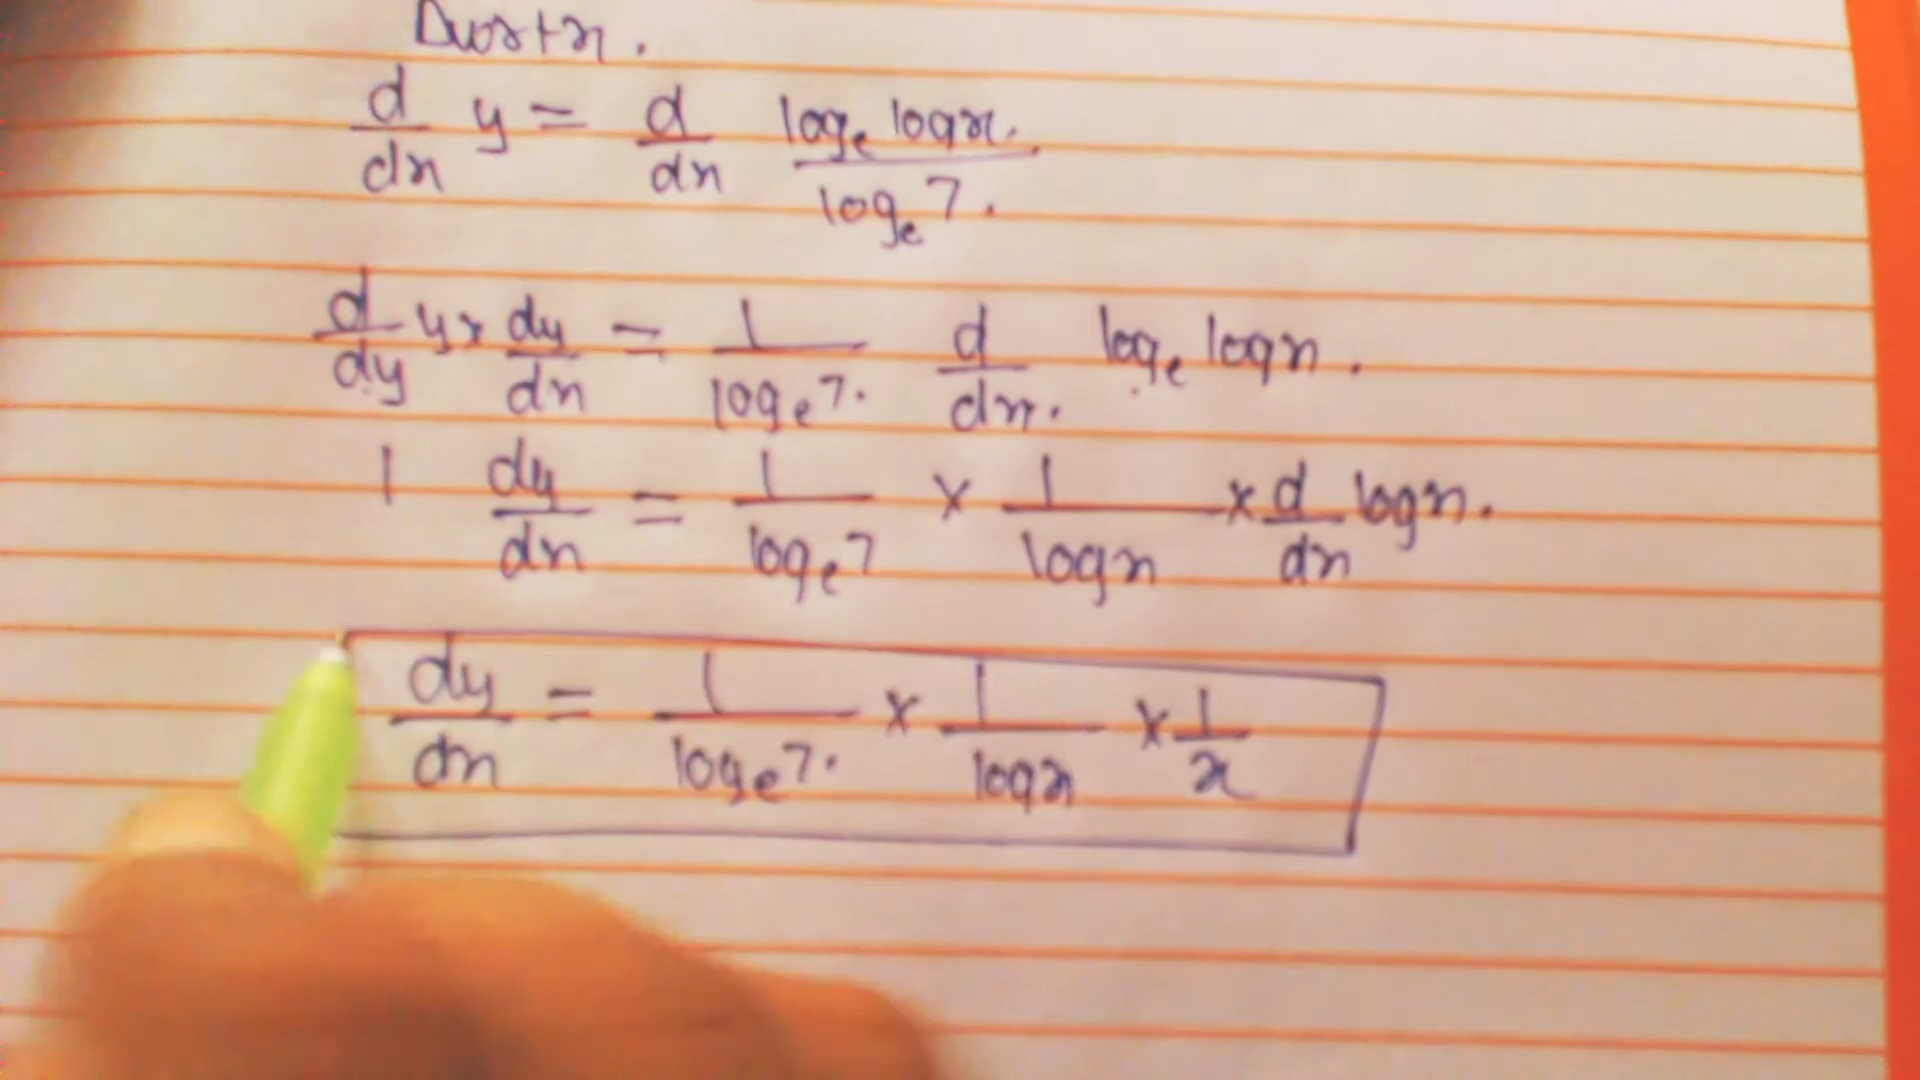 D w.r.t x.
d/dx y = d/dx logₑ logx. / logₑ7.
d/dy y × dy/dx = 1/logₑ7. d/dx. logₑ logx.
1 dy/dx = 1/logₑ7 × 1/logx × d/dx logx.
dy/dx = 1/logₑ7. × 1/logx × 1/x